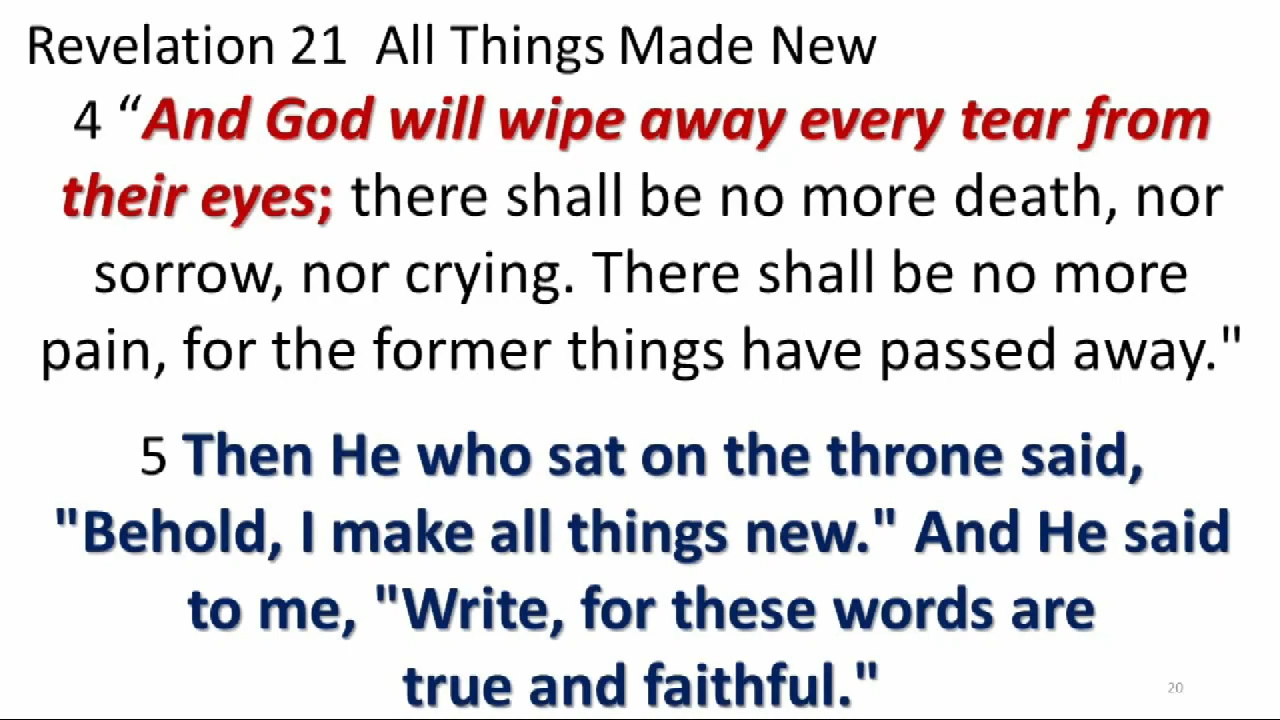 Revelation 21  All Things Made New
4 “And God will wipe away every tear from
their eyes; there shall be no more death, nor
sorrow, nor crying. There shall be no more
pain, for the former things have passed away."
5 Then He who sat on the throne said,
"Behold, I make all things new." And He said
to me, "Write, for these words are
true and faithful."
20